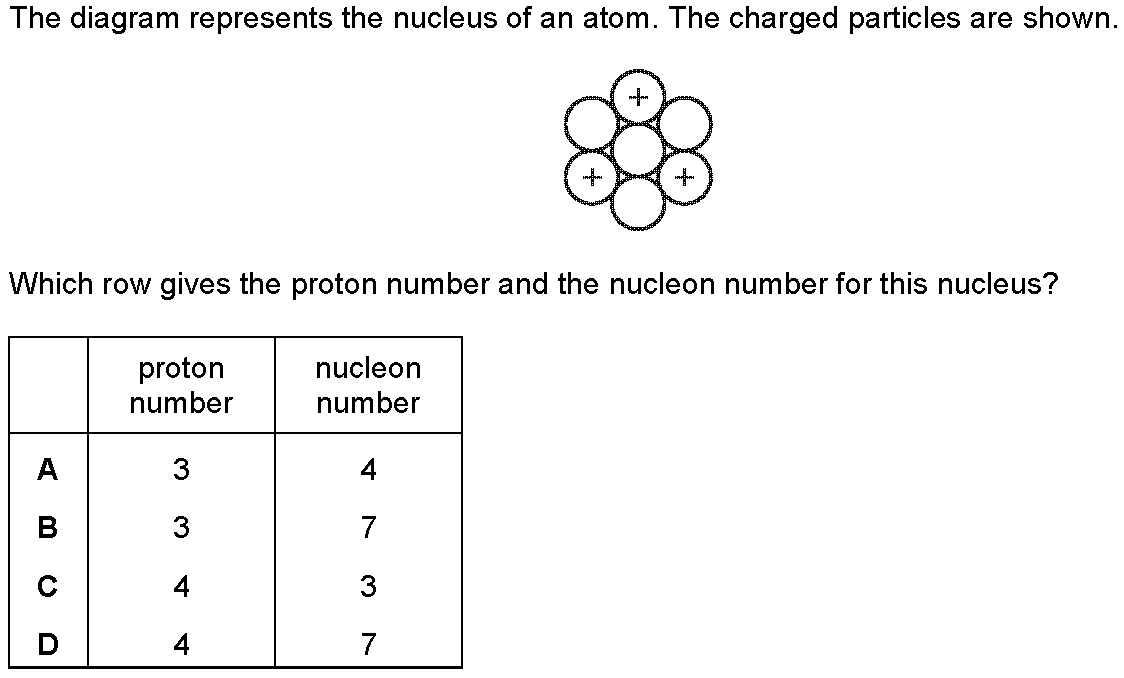 The diagram represents the nucleus of an atom. The charged particles are shown.
+
+ +
Which row gives the proton number and the nucleon number for this nucleus?
proton number nucleon number
A 3 4
B 3 7
C 4 3
D 4 7